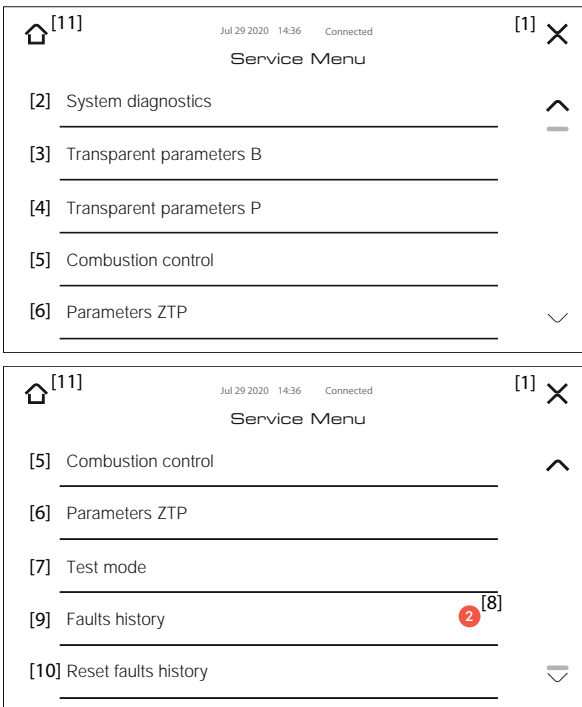 [11] Jul 29 2020 14:36 Connected [1]
Service Menu
[2] System diagnostics
[3] Transparent parameters B
[4] Transparent parameters P
[5] Combustion control
[6] Parameters ZTP
[11] Jul 29 2020 14:36 Connected [1]
Service Menu
[5] Combustion control
[6] Parameters ZTP
[7] Test mode
[9] Faults history 2 [8]
[10] Reset faults history